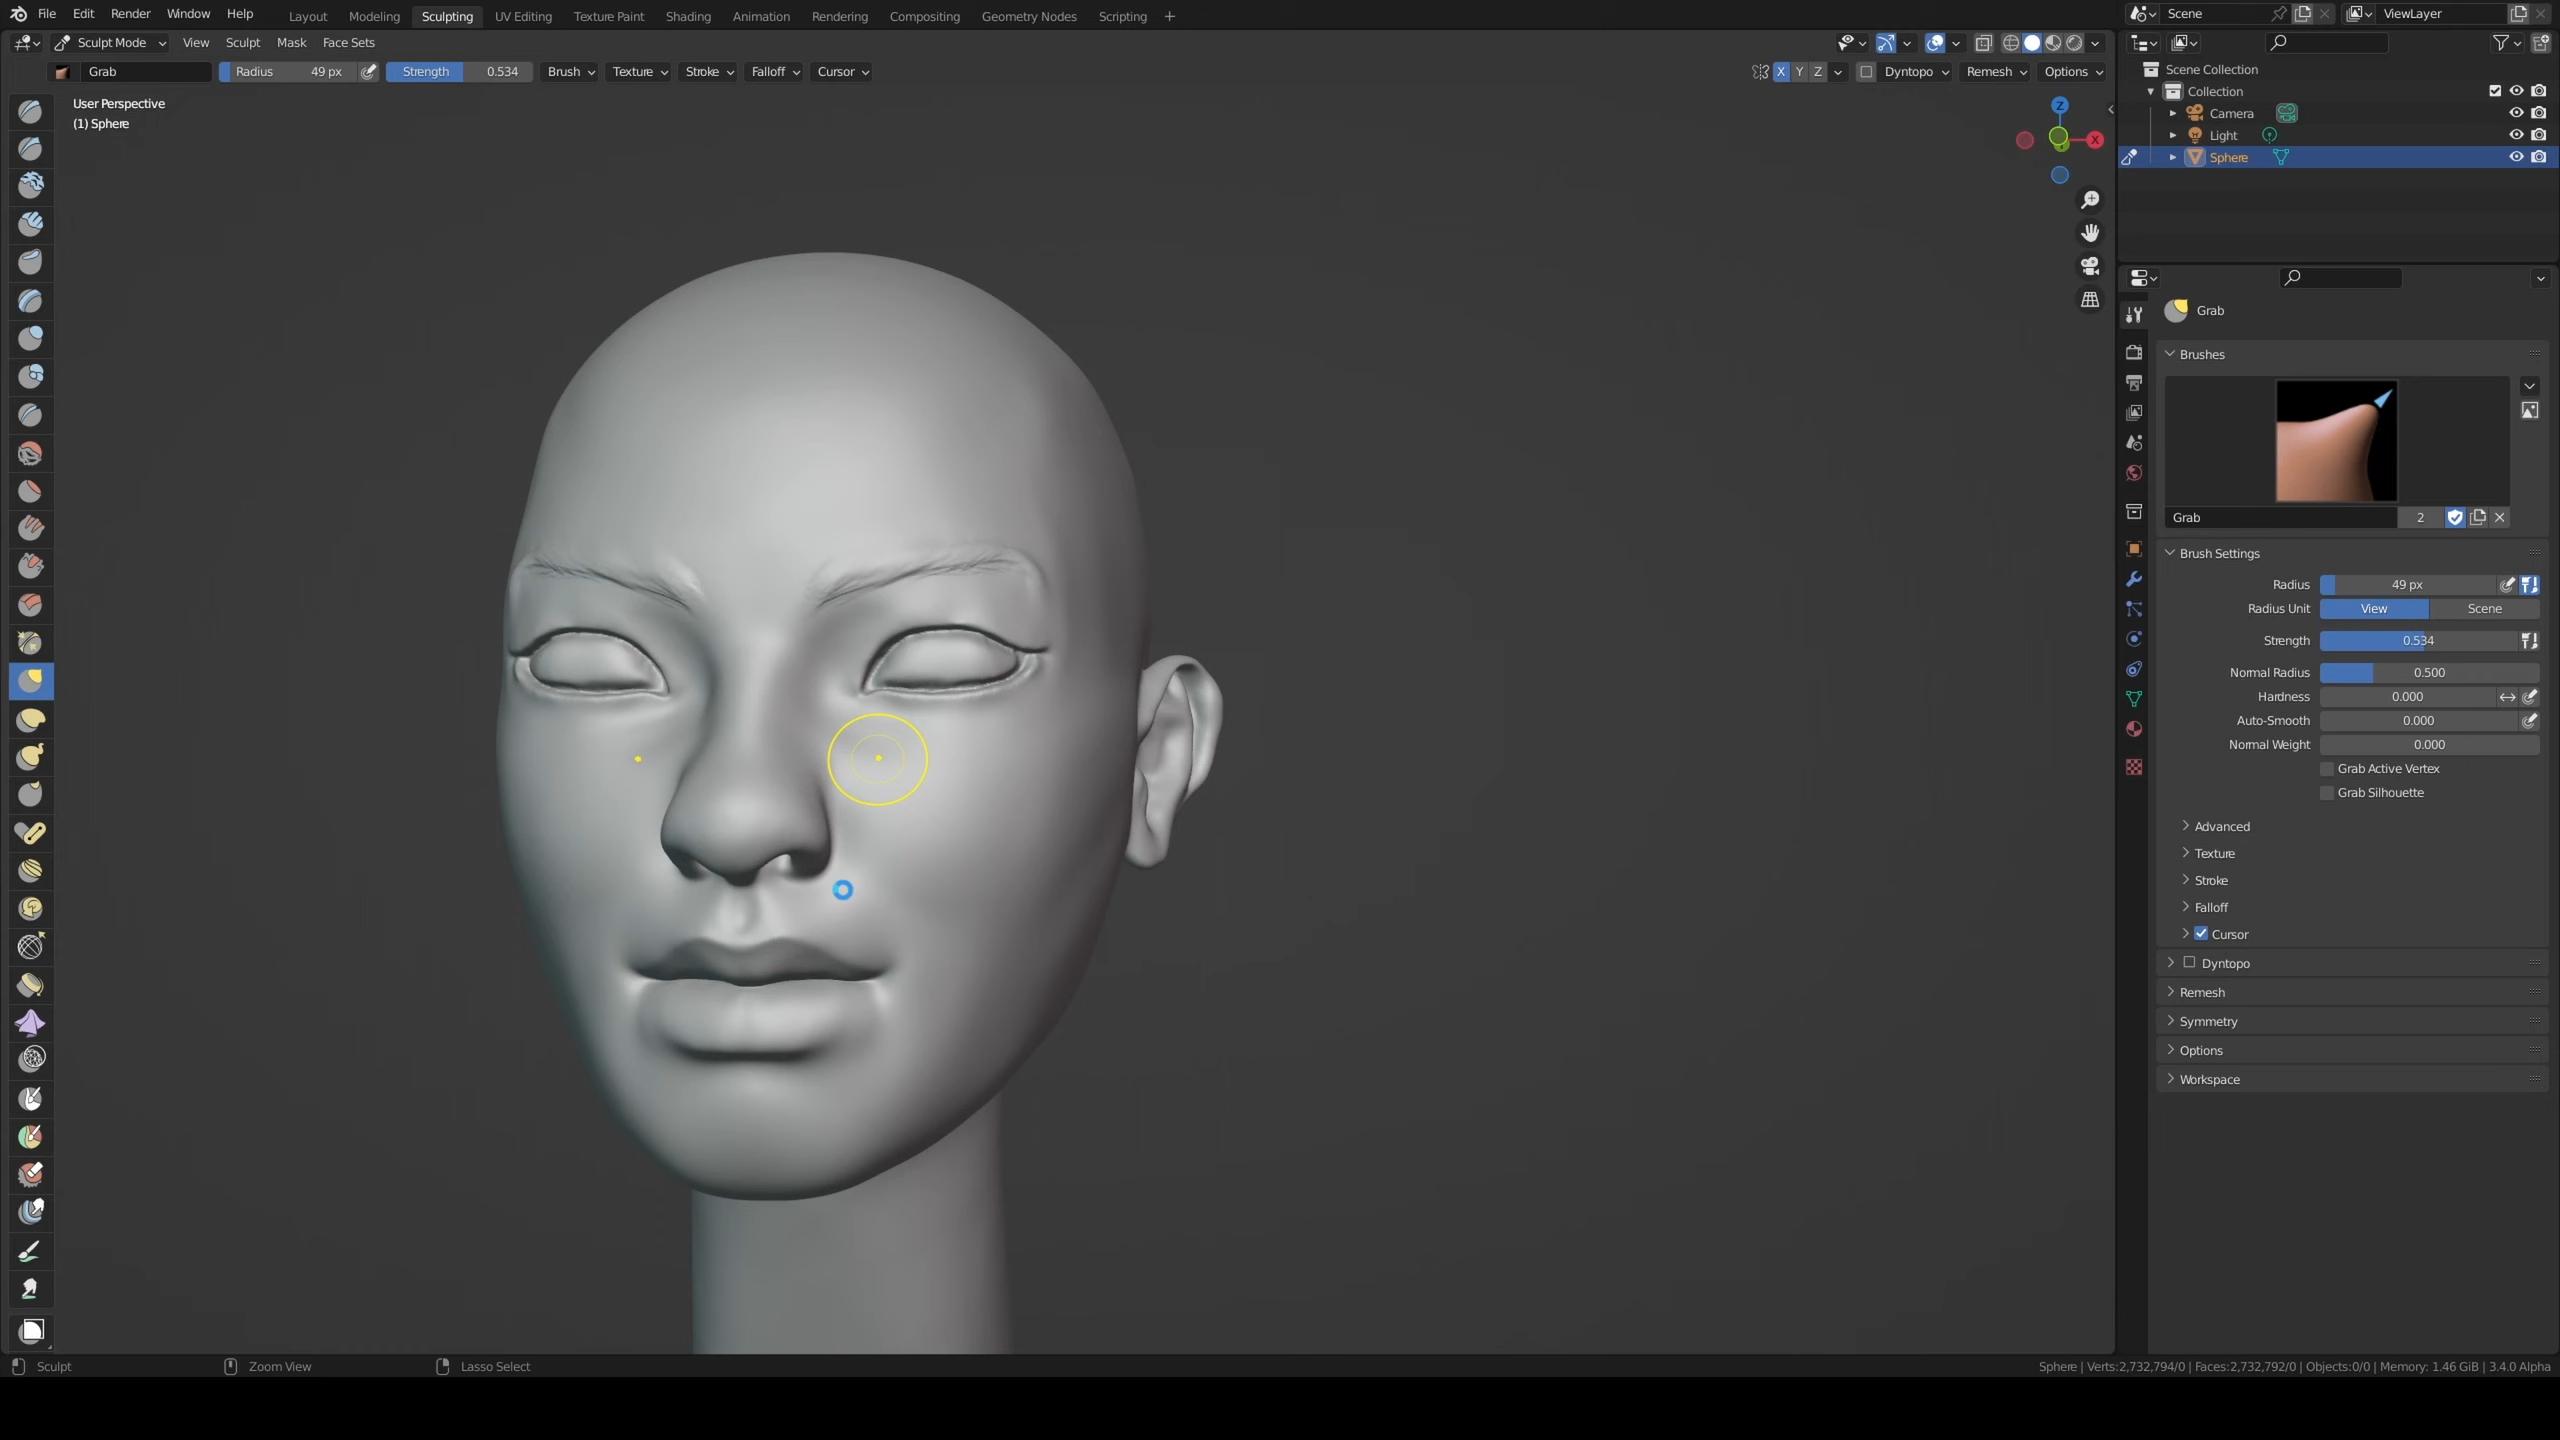 File Edit Render Window Help Layout Modeling Sculpting UV Editing Texture Paint Shading Animation Rendering Compositing Geometry Nodes Scripting + Scene ViewLayer
Sculpt Mode View Sculpt Mask Face Sets
Grab Radius 49 px Strength 0.534 Brush Texture Stroke Falloff Cursor X Y Z Dyntopo Remesh Options
User Perspective
(1) Sphere
Z
X
Scene Collection
Collection
Camera
Light
Sphere
Grab
Brushes
Grab 2
Brush Settings
Radius 49 px
Radius Unit View Scene
Strength 0.534
Normal Radius 0.500
Hardness 0.000
Auto-Smooth 0.000
Normal Weight 0.000
Grab Active Vertex
Grab Silhouette
Advanced
Texture
Stroke
Falloff
Cursor
Dyntopo
Remesh
Symmetry
Options
Workspace
Sculpt Zoom View Lasso Select Sphere | Verts:2,732,794/0 | Faces:2,732,792/0 | Objects:0/0 | Memory: 1.46 GiB | 3.4.0 Alpha